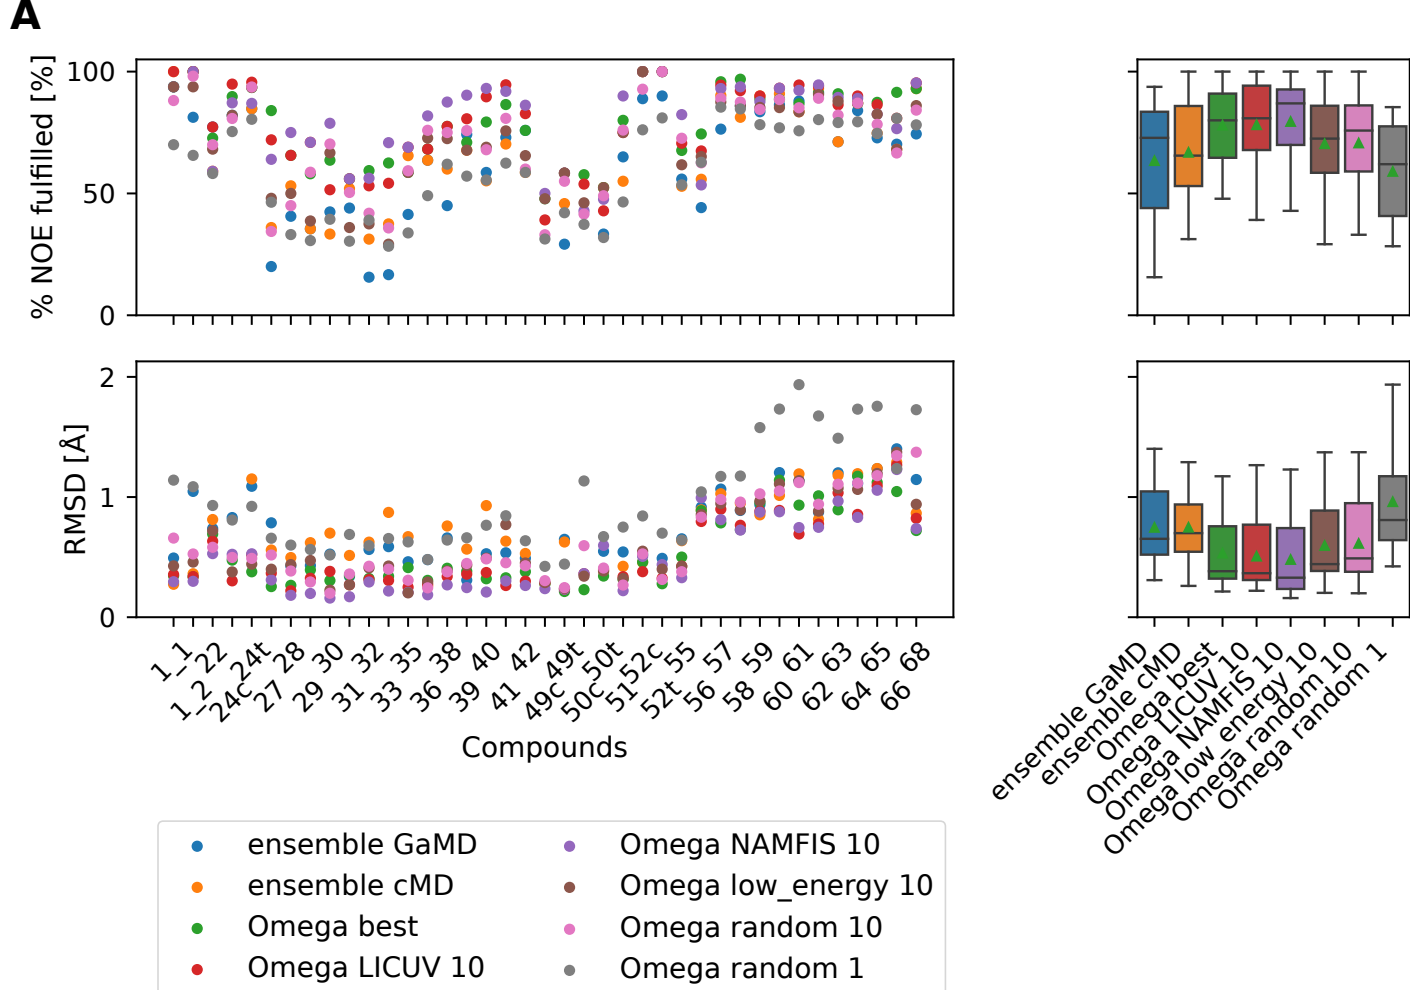 A
% NOE fulfilled [%]
100
50
0
RMSD [Å]
2
1
0
1_1
1_2
22
24c
24t
27
28
29
30
31
32
33
35
36
38
39
40
41
42
49c
49t
50c
50t
51
52c
52t
55
56
57
58
59
60
61
62
63
64
65
66
68
Compounds
ensemble GaMD
ensemble cMD
Omega best
Omega LICUV 10
Omega NAMFIS 10
Omega low_energy 10
Omega random 10
Omega random 1
ensemble GaMD
ensemble cMD
Omega best
Omega LICUV 10
Omega NAMFIS 10
Omega low_energy 10
Omega random 10
Omega random 1